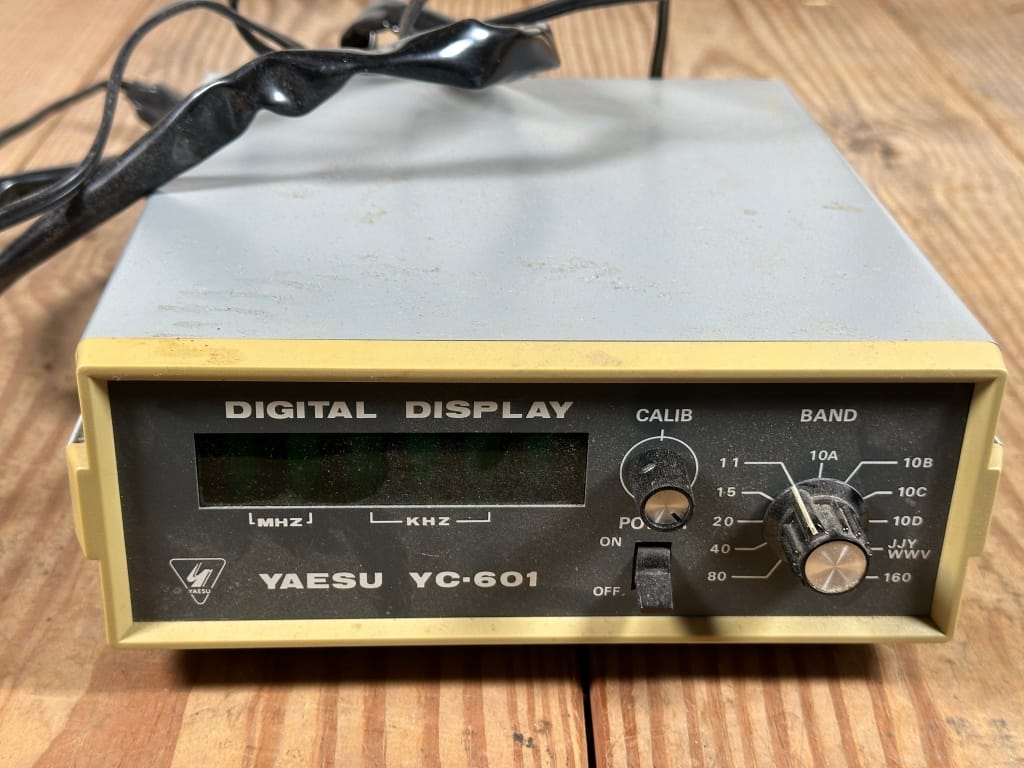 DIGITAL DISPLAY
CALIB
BAND
MHZ
KHZ
ON
OFF
YAESU
YAESU YC-601
11
10A
10B
15
10C
20
10D
40
JJY
WWV
80
160